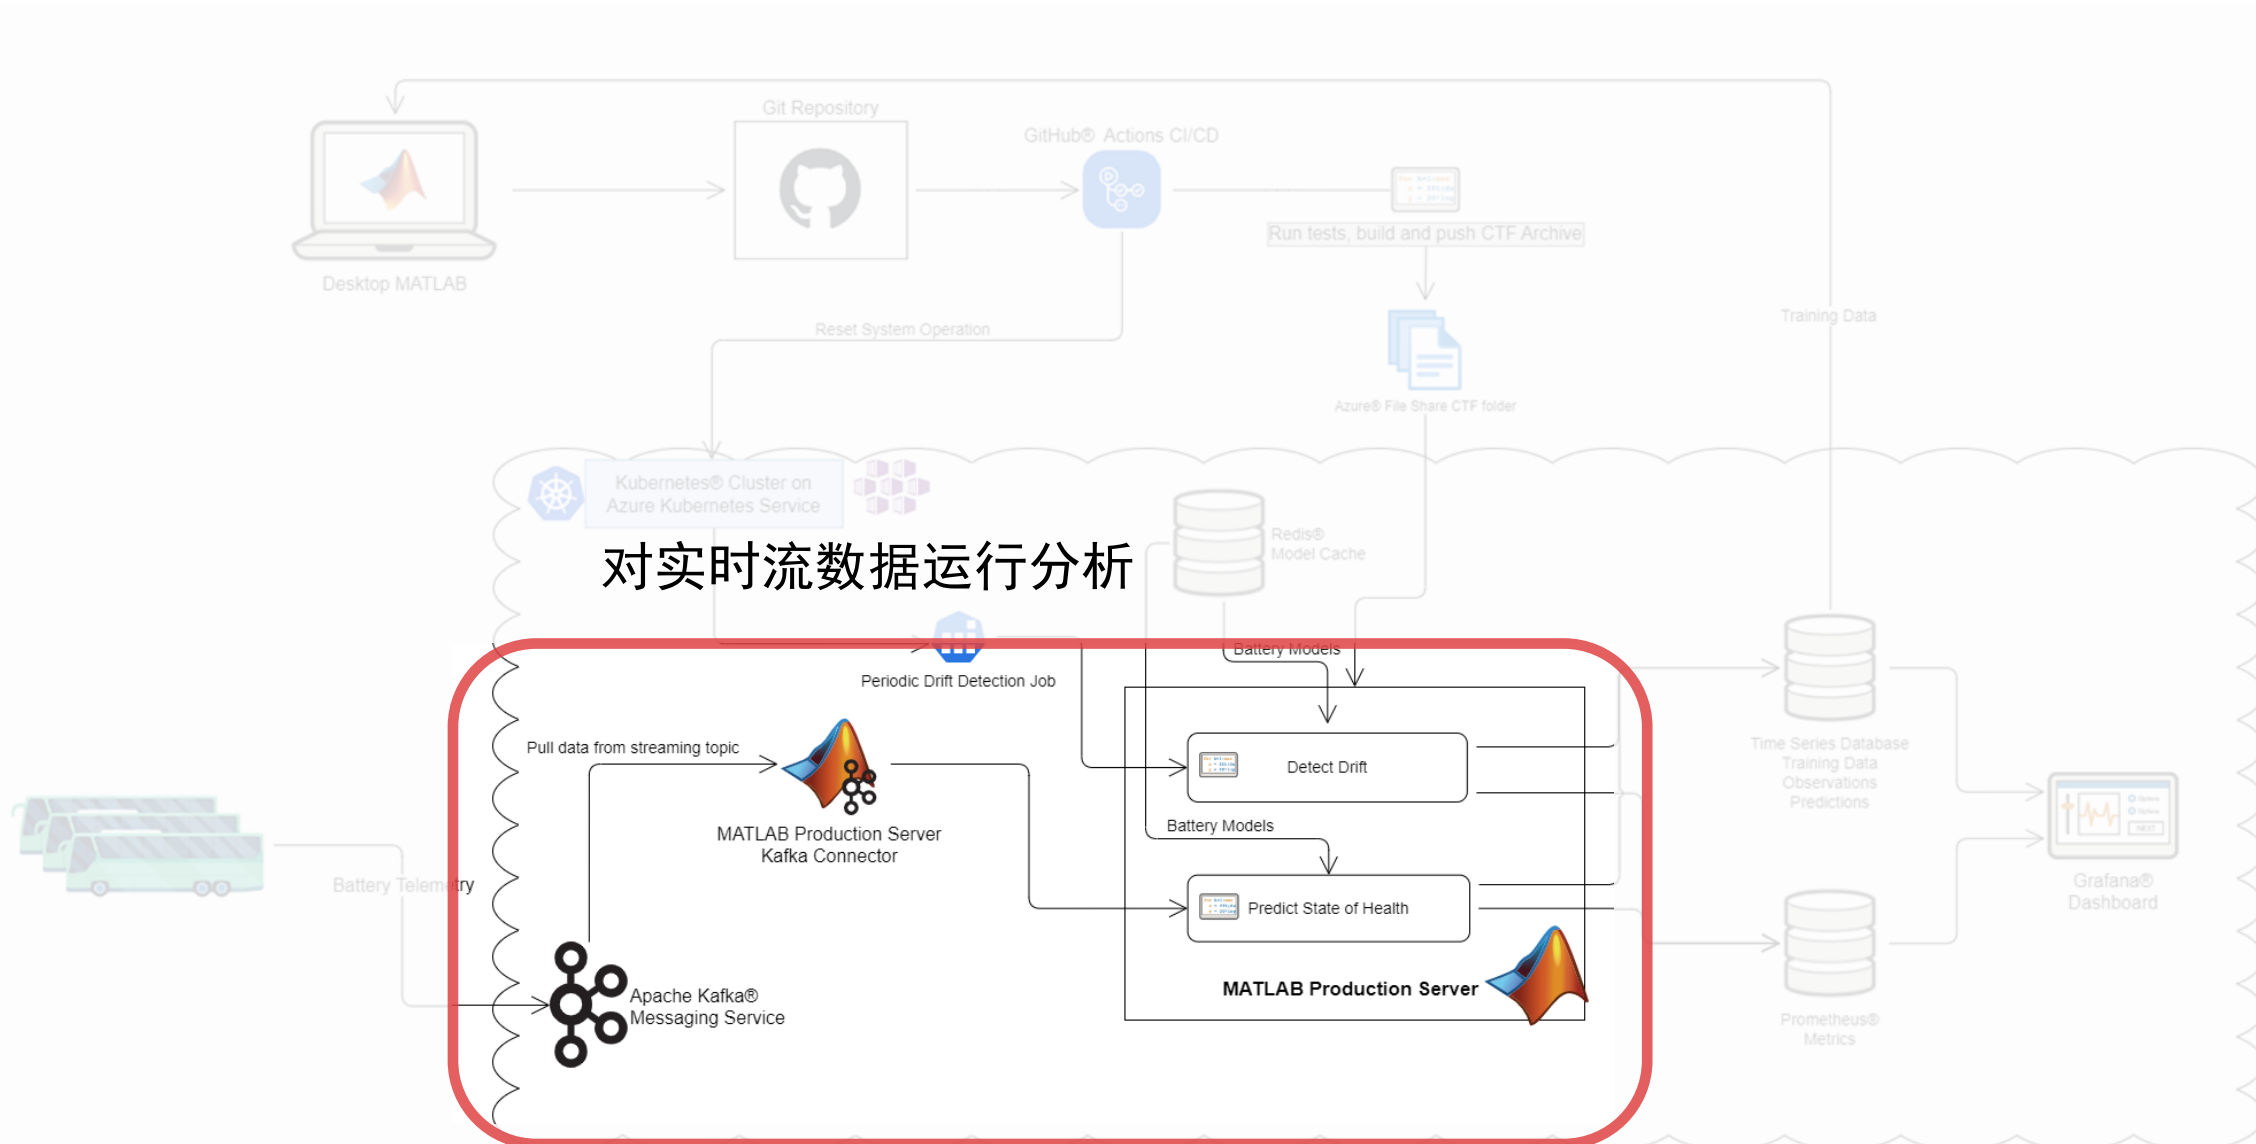 Git Repository
GitHub® Actions CI/CD
Run tests, build and push CTF Archive
Desktop MATLAB
Reset System Operation
Training Data
Azure® File Share CTF folder
Kubernetes® Cluster on
Azure Kubernetes Service
Redis®
Model Cache
对实时流数据运行分析
Battery Models
Periodic Drift Detection Job
Pull data from streaming topic
Detect Drift
Time Series Database
Training Data
Observations
Predictions
MATLAB Production Server
Kafka Connector
Battery Models
Battery Telemetry
Predict State of Health
Grafana®
Dashboard
MATLAB Production Server
Apache Kafka®
Messaging Service
Prometheus®
Metrics